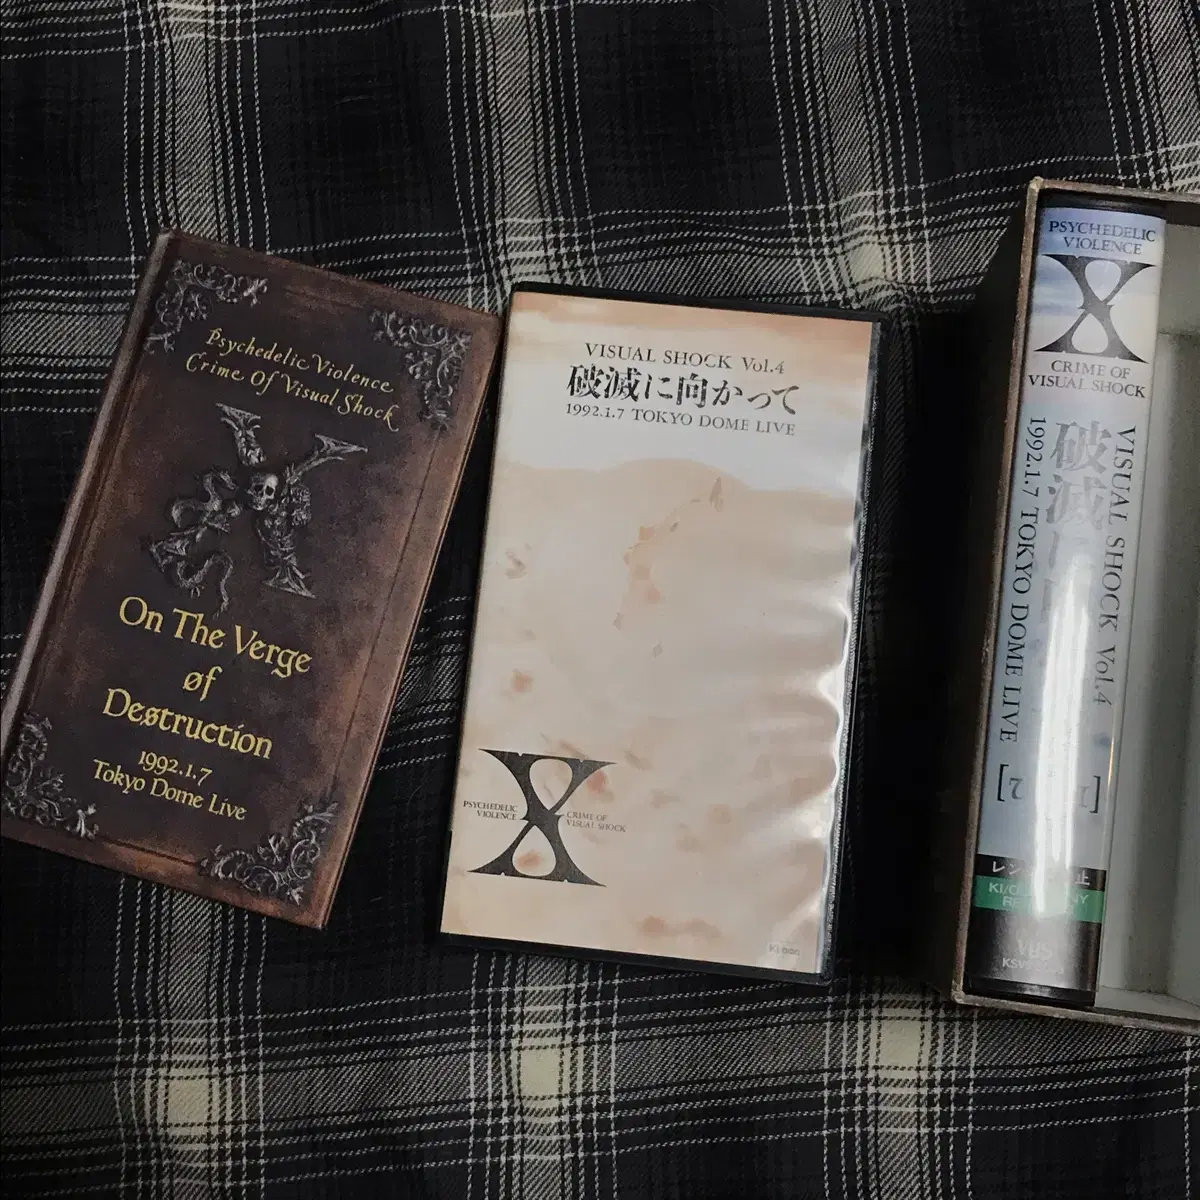 Psychedelic Violence
Crime Of Visual Shock
X
On The Verge
of
Destruction
1992.1.7
Tokyo Dome Live
VISUAL SHOCK Vol.4
破滅に向かって
1992.1.7 TOKYO DOME LIVE
PSYCHEDELIC
VIOLENCE
X
CRIME OF
VISUAL SHOCK
Ki/oon
PSYCHEDELIC
VIOLENCE
X
CRIME OF
VISUAL SHOCK
VISUAL SHOCK Vol.4
破滅に
1992.1.7 TOKYO DOME LIVE
VHS